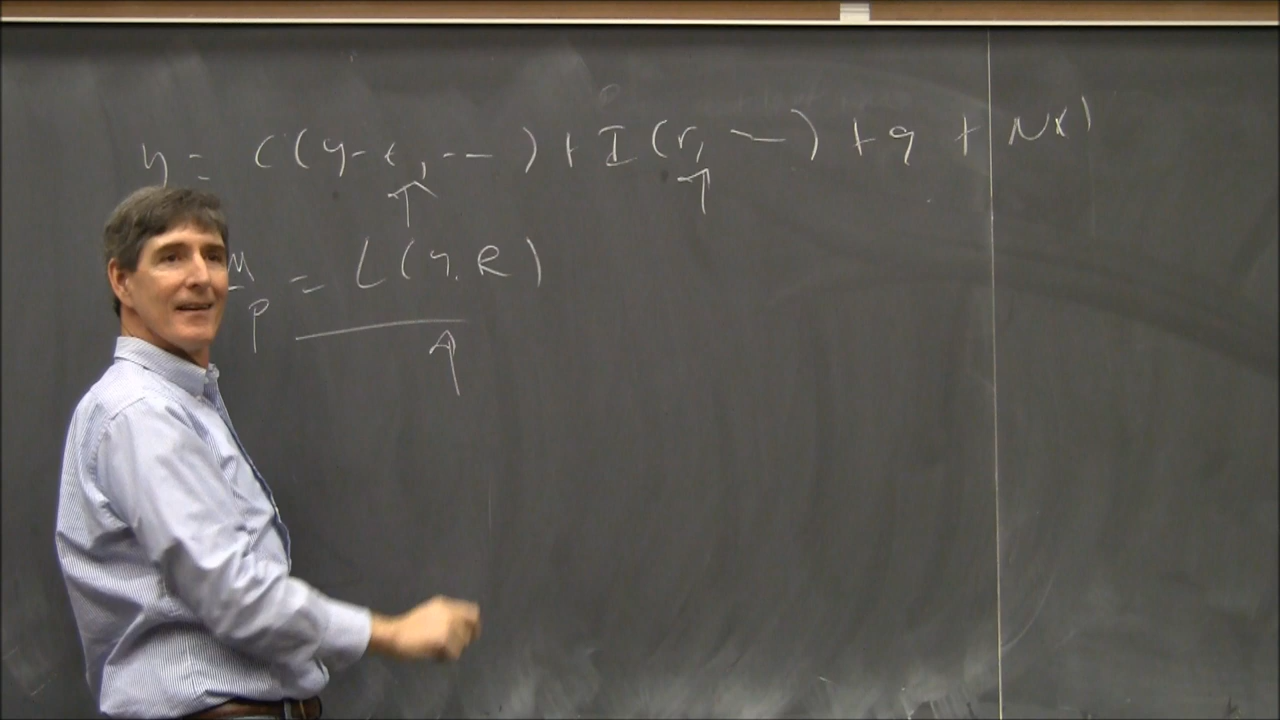 y = C(y-t, --- ) + I (r, — ) + g + NX)
M/P = L(y, R)